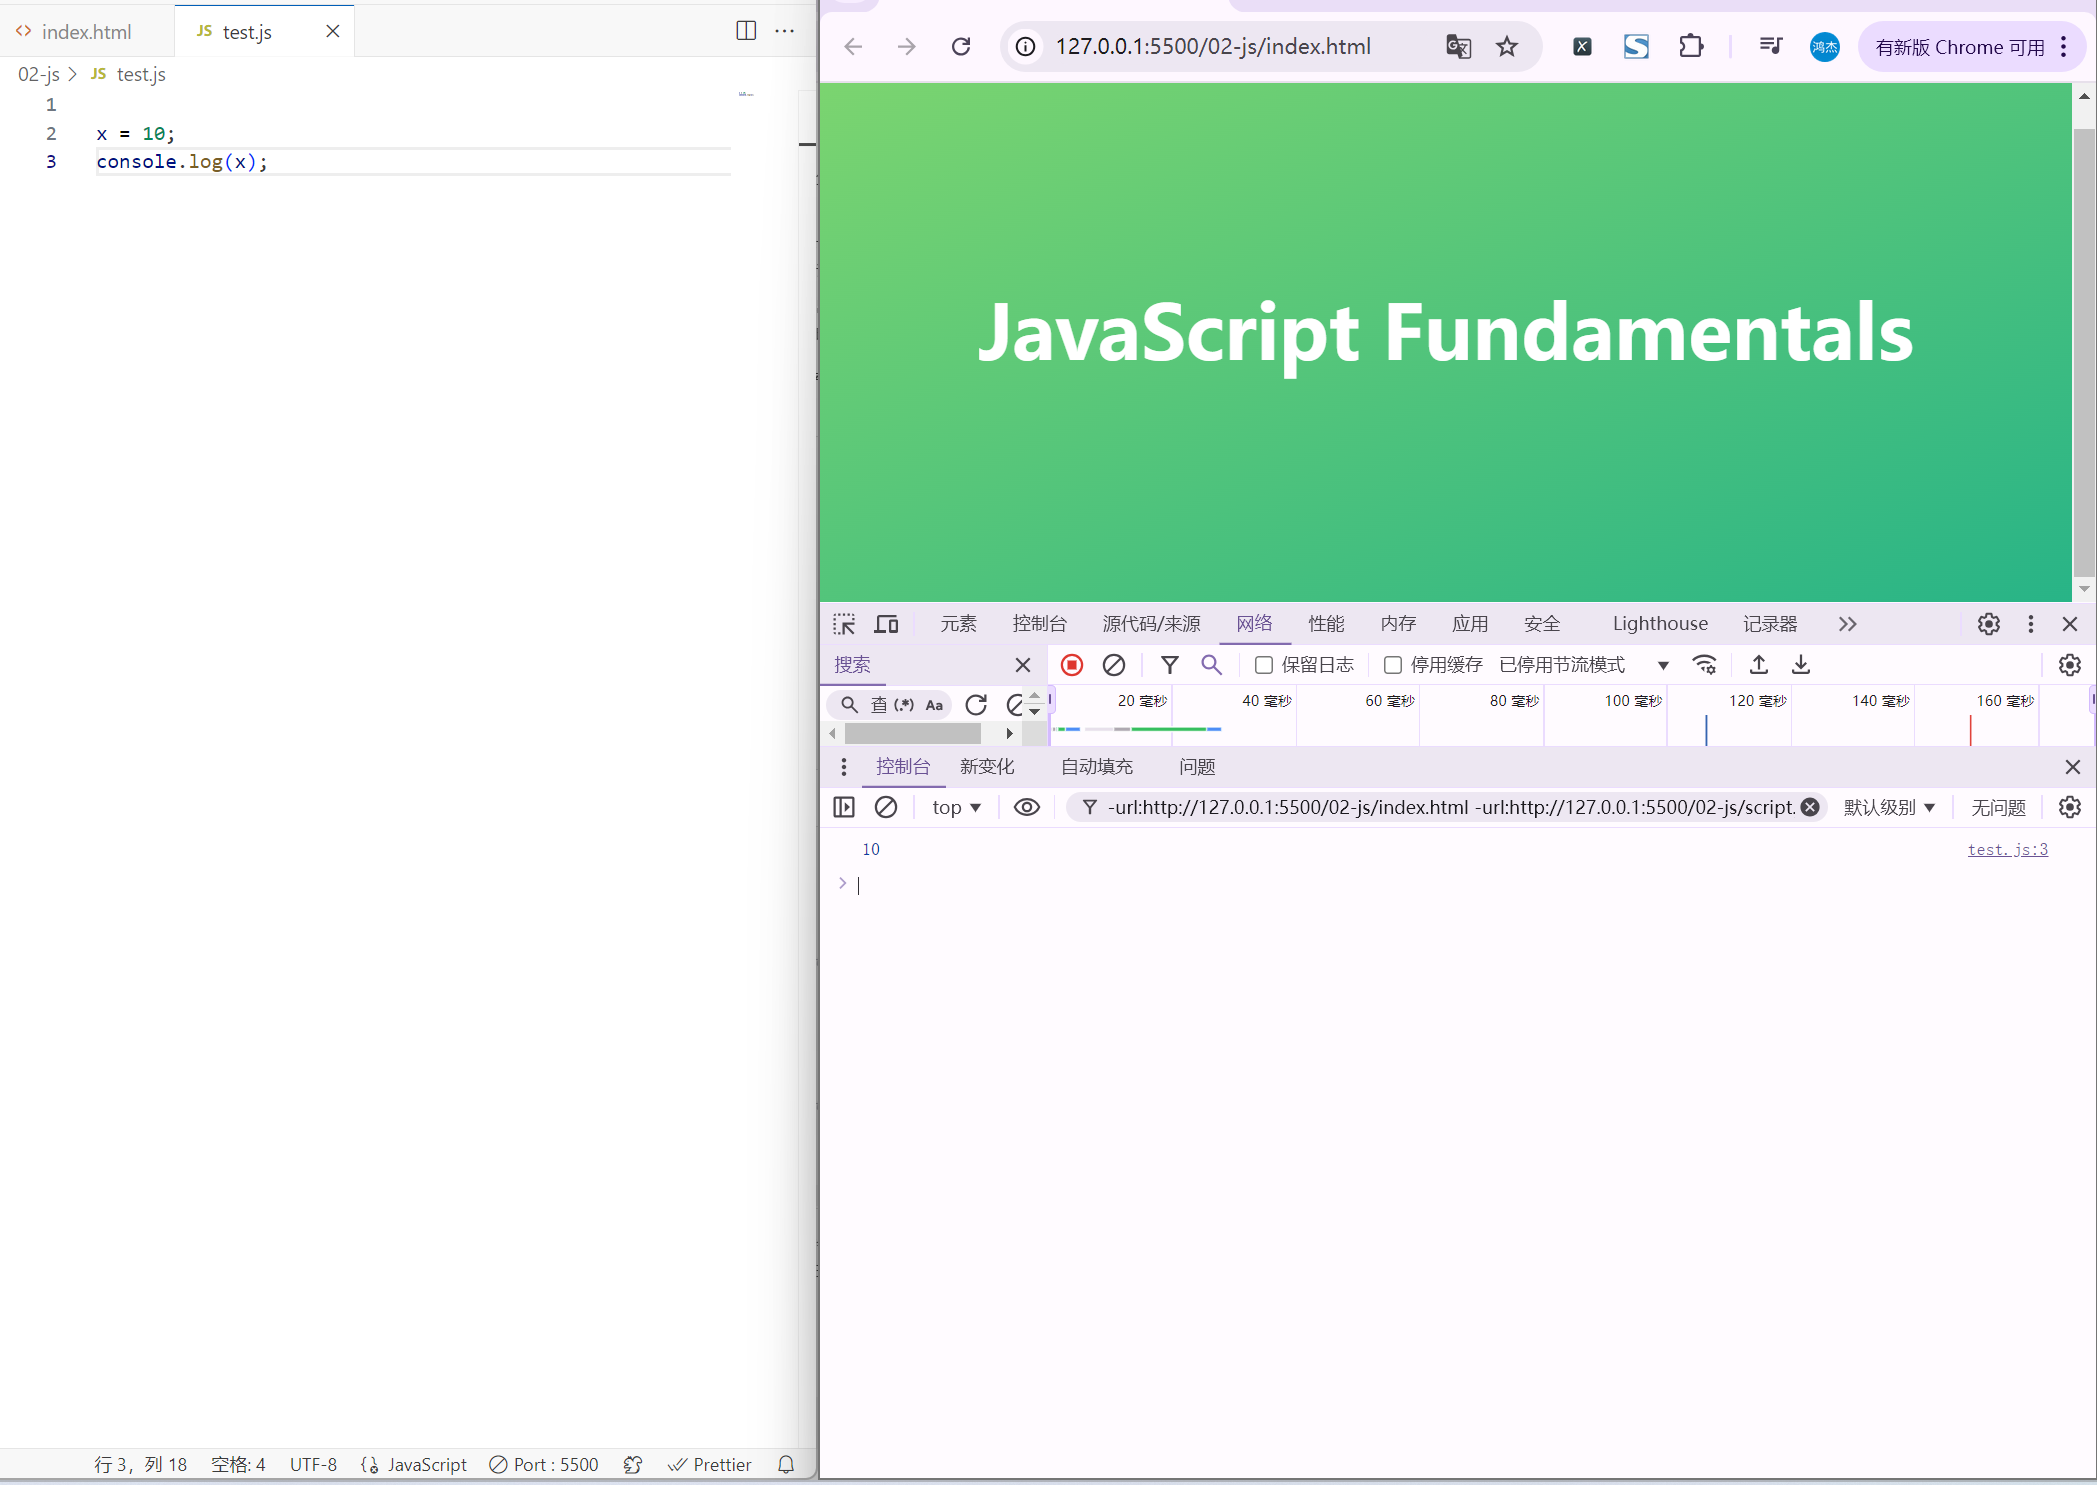 index.html
JS test.js
02-js > JS test.js
1
2 x = 10;
3 console.log(x);
行 3，列 18 空格: 4 UTF-8 JavaScript Port : 5500 Prettier
127.0.0.1:5500/02-js/index.html 鸿杰 有新版 Chrome 可用
JavaScript Fundamentals
元素 控制台 源代码/来源 网络 性能 内存 应用 安全 Lighthouse 记录器
搜索 保留日志 停用缓存 已停用节流模式
查 (.*) Aa 20 毫秒 40 毫秒 60 毫秒 80 毫秒 100 毫秒 120 毫秒 140 毫秒 160 毫秒
控制台 新变化 自动填充 问题
top -url:http://127.0.0.1:5500/02-js/index.html -url:http://127.0.0.1:5500/02-js/script. 默认级别 无问题
10 test.js:3
>